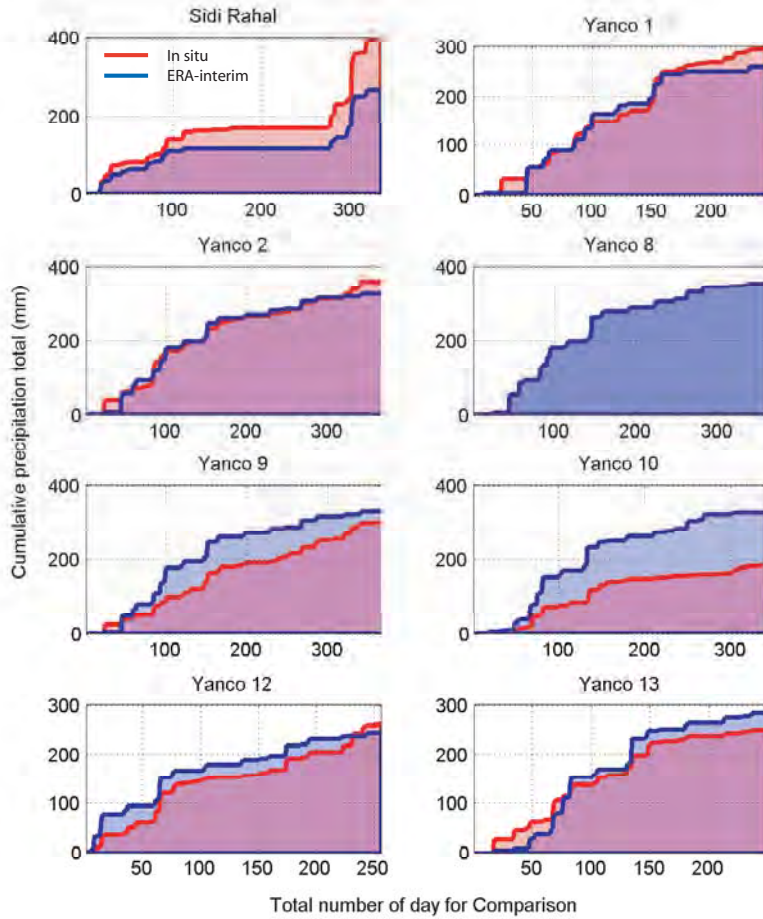 Sidi Rahal
Yanco 1
400
200
0
In situ
ERA-interim
100 200 300
300
200
100
0
50 100 150 200
Yanco 2
Yanco 8
400
200
0
100 200 300
400
200
0
100 200 300
Yanco 9
Yanco 10
400
200
0
100 200 300
400
200
0
100 200 300
Yanco 12
Yanco 13
300
200
100
0
50 100 150 200 250
300
200
100
0
50 100 150 200
Cumulative precipitation total (mm)
Total number of day for Comparison